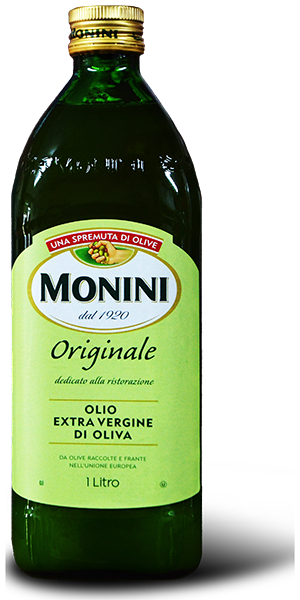 UNA SPREMUTA DI OLIVE
MONINI
dal 1920
Originale
dedicato alla ristorazione
OLIO
EXTRA VERGINE
DI OLIVA
DA OLIVE RACCOLTE E FRANTE
NELL'UNIONE EUROPEA
1 Litro